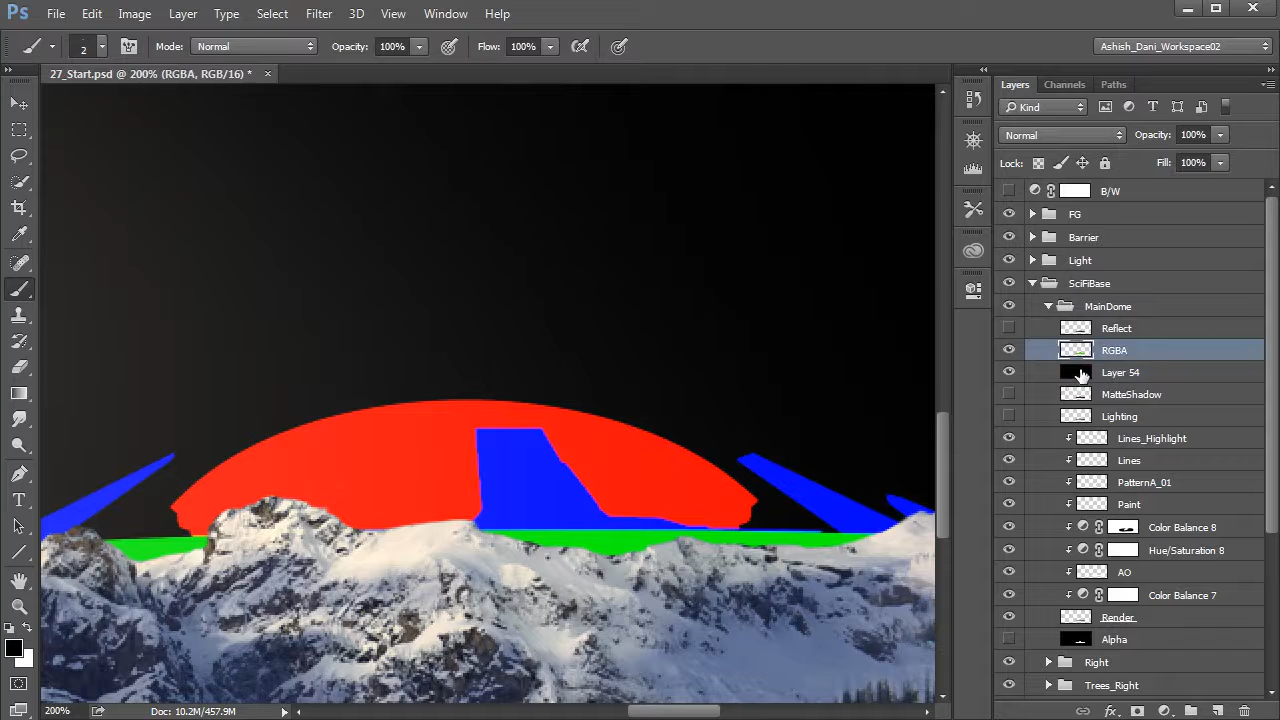 Ps File Edit Image Layer Type Select Filter 3D View Window Help
2 Mode: Normal Opacity: 100% Flow: 100% Ashish_Dani_Workspace02
27_Start.psd @ 200% (RGBA, RGB/16) *
Layers Channels Paths
Kind
Normal Opacity: 100%
Lock: Fill: 100%
B/W
FG
Barrier
Light
SciFiBase
MainDome
Reflect
RGBA
Layer 54
MatteShadow
Lighting
Lines_Highlight
Lines
PatternA_01
Paint
Color Balance 8
Hue/Saturation 8
AO
Color Balance 7
Render
Alpha
Right
Trees_Right
200% Doc: 10.2M/457.9M